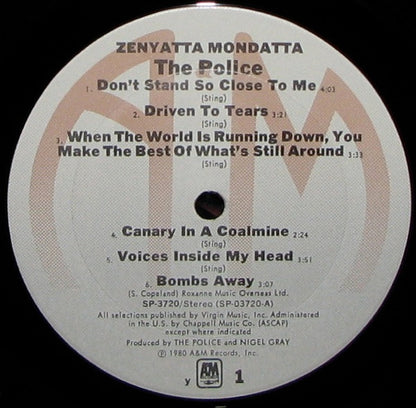 ZENYATTA MONDATTA
The Police
1. Don't Stand So Close To Me 4:03
(Sting)
2. Driven To Tears 3:21
(Sting)
3. When The World Is Running Down, You
Make The Best Of What's Still Around 3:33
(Sting)
4. Canary In A Coalmine 2:24
(Sting)
5. Voices Inside My Head 3:51
(Sting)
6. Bombs Away 3:07
(S. Copeland) Roxanne Music Overseas Ltd.
SP-3720/Stereo (SP-03720-A)
All selections published by Virgin Music, Inc. Administered
in the U.S. by Chappell Music Co. (ASCAP)
except where indicated
Produced by THE POLICE and NIGEL GRAY
℗ 1980 A&M Records, Inc.
A&M
RECORDS
y 1
A&M